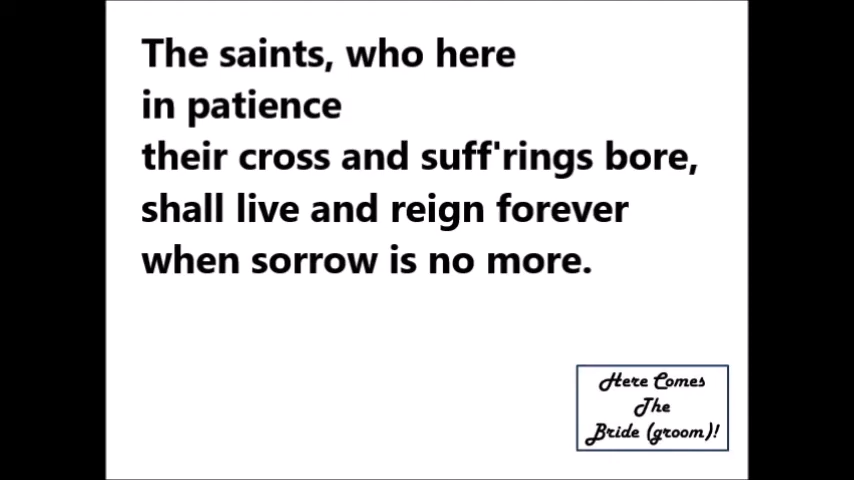 The saints, who here
in patience
their cross and suff'rings bore,
shall live and reign forever
when sorrow is no more.
Here Comes
The
Bride (groom)!